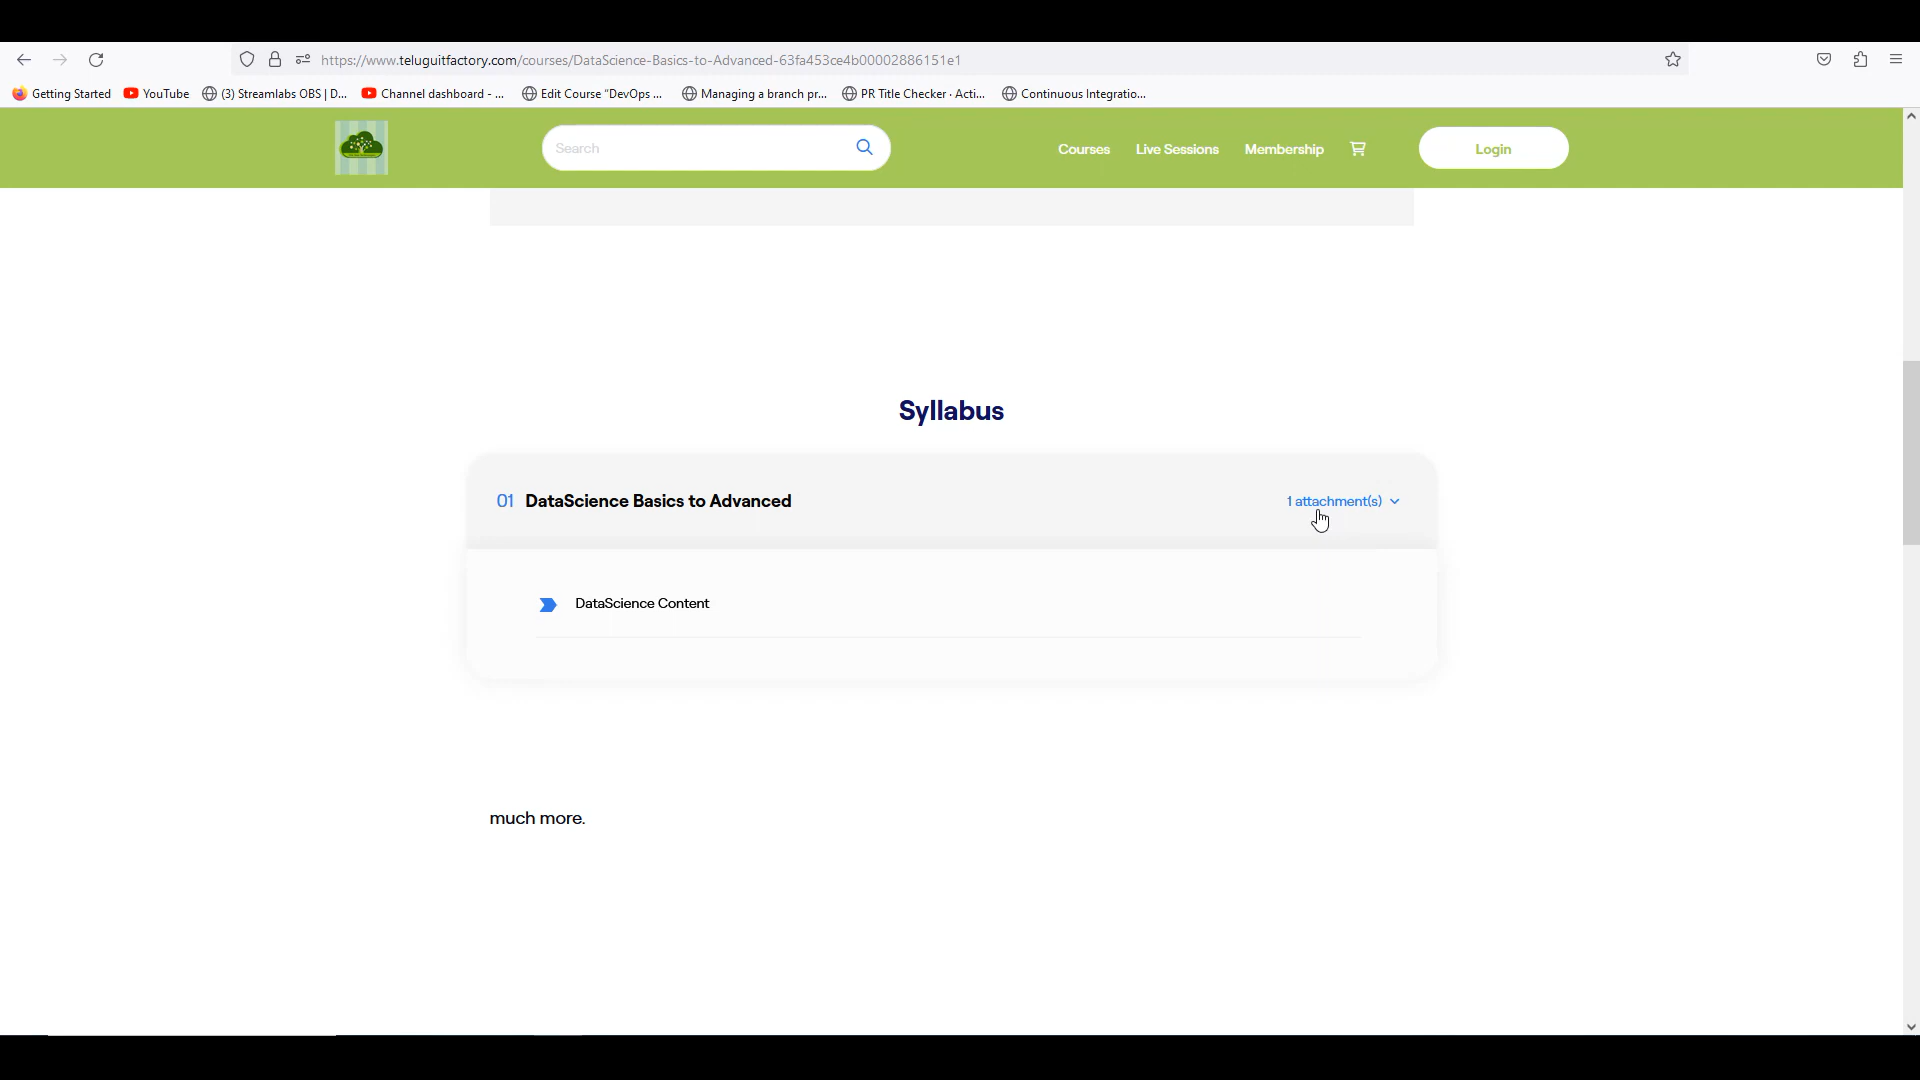 https://www.teluguitfactory.com/courses/DataScience-Basics-to-Advanced-63fa453ce4b00002886151e1
Getting Started YouTube (3) Streamlabs OBS | D... Channel dashboard - ... Edit Course "DevOps ... Managing a branch pr... PR Title Checker · Acti... Continuous Integratio...
Search Courses Live Sessions Membership Login
Syllabus
01 DataScience Basics to Advanced 1 attachment(s)
DataScience Content
much more.